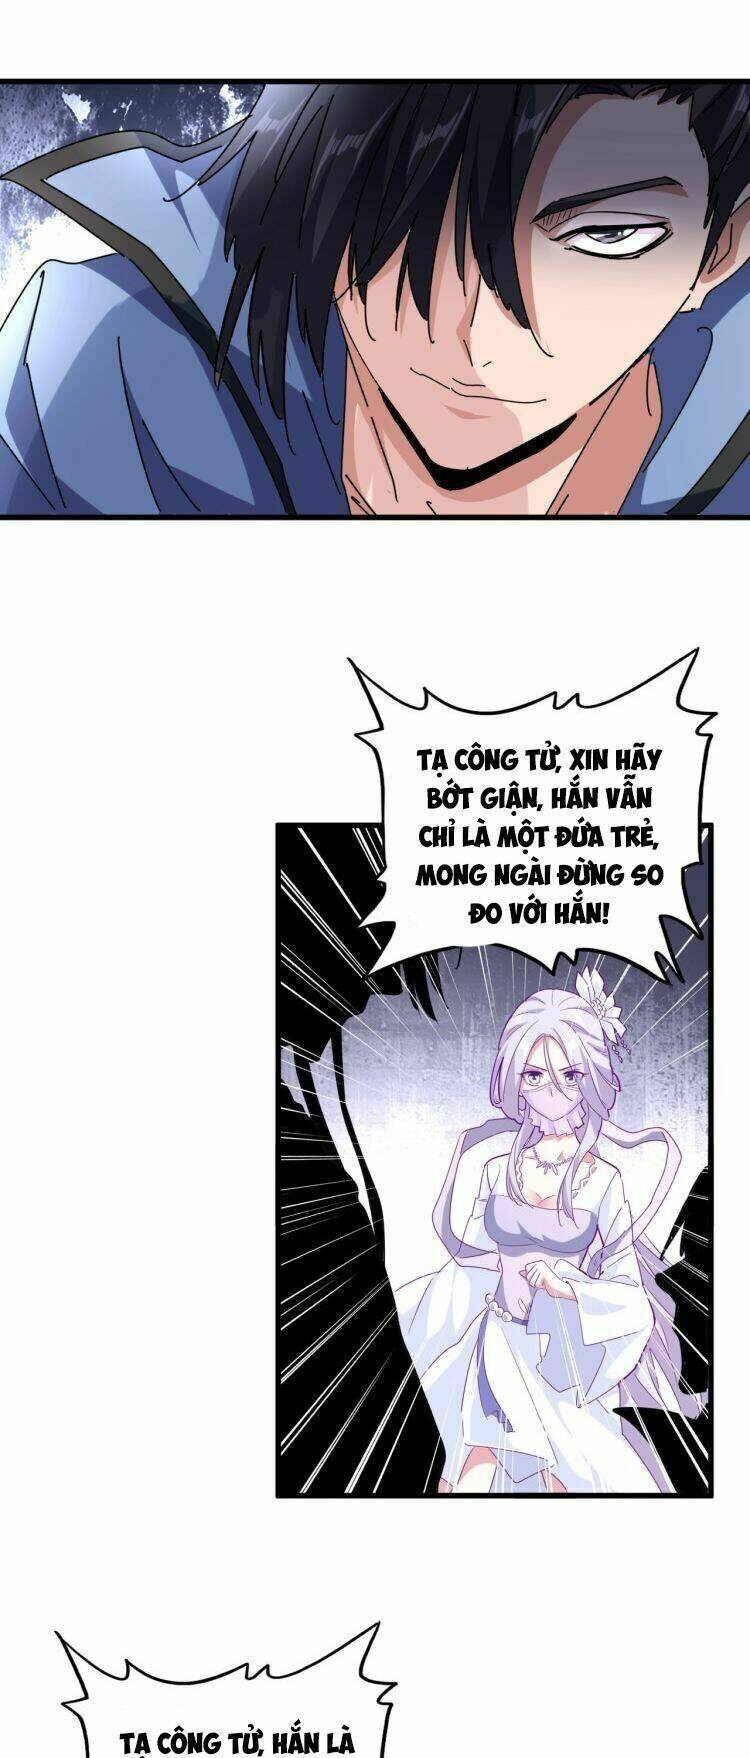 TẠ CÔNG TỬ, XIN HÃY
BỚT GIẬN, HẮN VẪN
CHỈ LÀ MỘT ĐỨA TRẺ,
MONG NGÀI ĐỪNG SO
ĐO VỚI HẮN!
TẠ CÔNG TỬ, HẮN LÀ